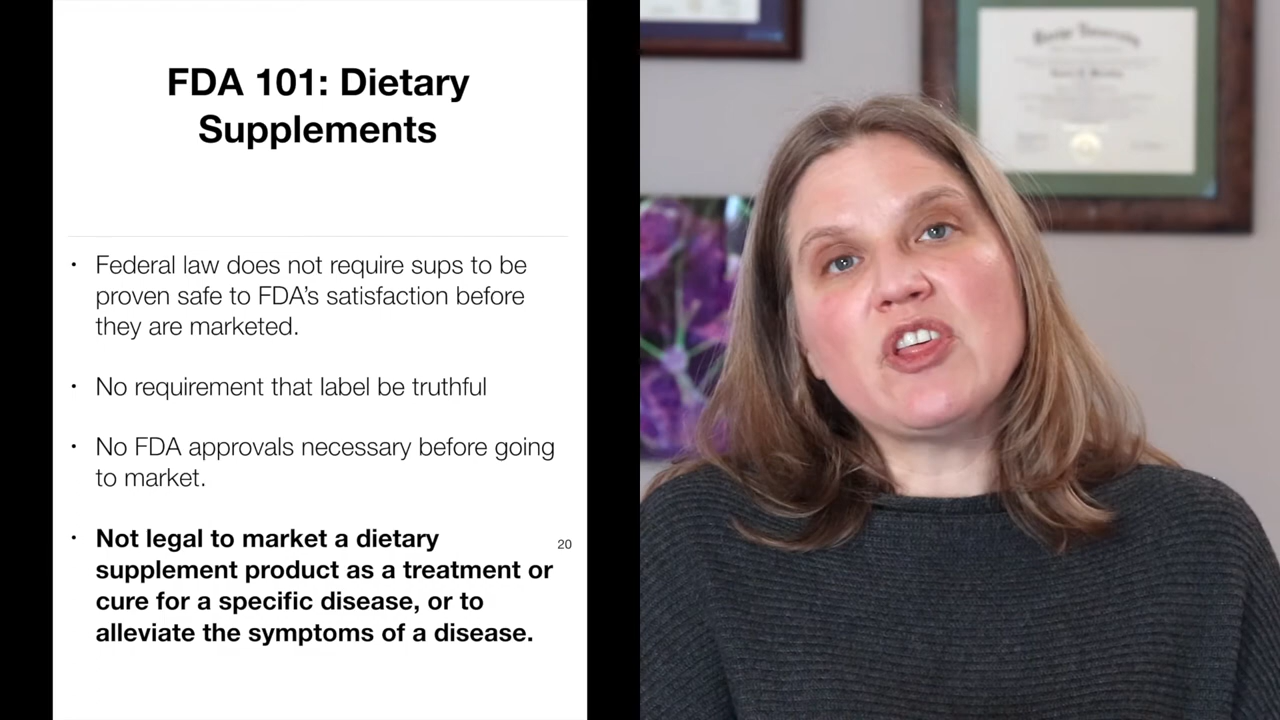 FDA 101: Dietary
Supplements
• Federal law does not require sups to be
proven safe to FDA’s satisfaction before
they are marketed.
• No requirement that label be truthful
• No FDA approvals necessary before going
to market.
• Not legal to market a dietary
supplement product as a treatment or
cure for a specific disease, or to
alleviate the symptoms of a disease.
20